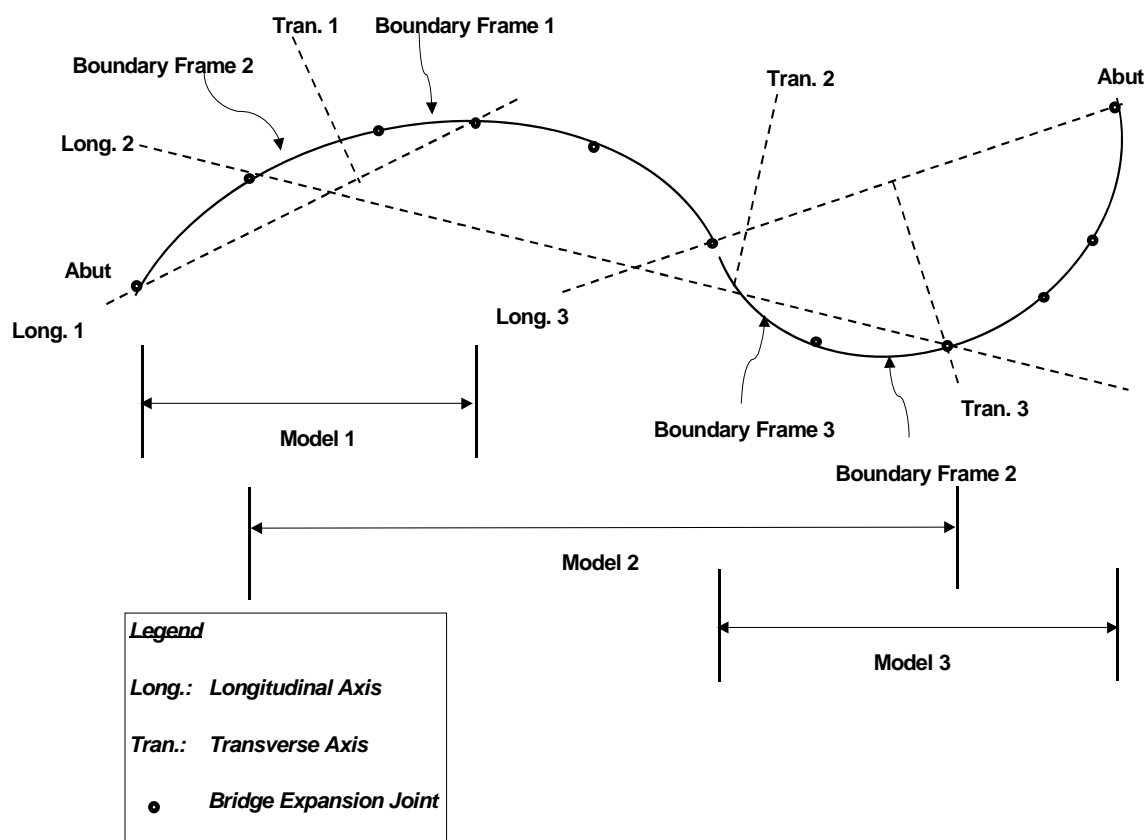 Tran. 1
Boundary Frame 1
Boundary Frame 2
Tran. 2
Abut
Long. 2
Abut
Long. 1
Long. 3
Tran. 3
Model 1
Boundary Frame 3
Boundary Frame 2
Model 2
Model 3
Legend
Long.: Longitudinal Axis
Tran.: Transverse Axis
Bridge Expansion Joint